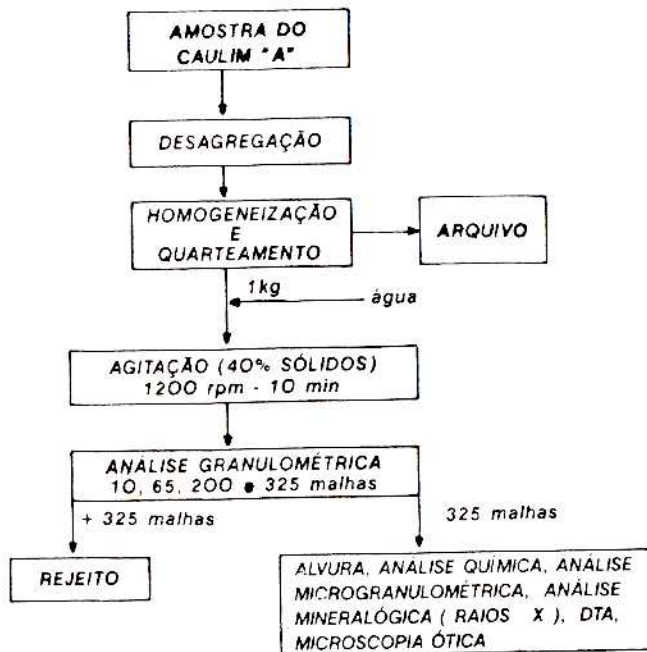 AMOSTRA DO
CAULIM "A"
DESAGREGAÇÃO
HOMOGENEIZAÇÃO
E
QUARTEAMENTO
ARQUIVO
1kg
água
AGITAÇÃO (40% SÓLIDOS)
1200 rpm - 10 min
ANÁLISE GRANULOMÉTRICA
10, 65, 200 e 325 malhas
+ 325 malhas
325 malhas
REJEITO
ALVURA, ANÁLISE QUÍMICA, ANÁLISE
MICROGRANULOMÉTRICA, ANÁLISE
MINERALÓGICA ( RAIOS X ), DTA,
MICROSCOPIA ÓTICA